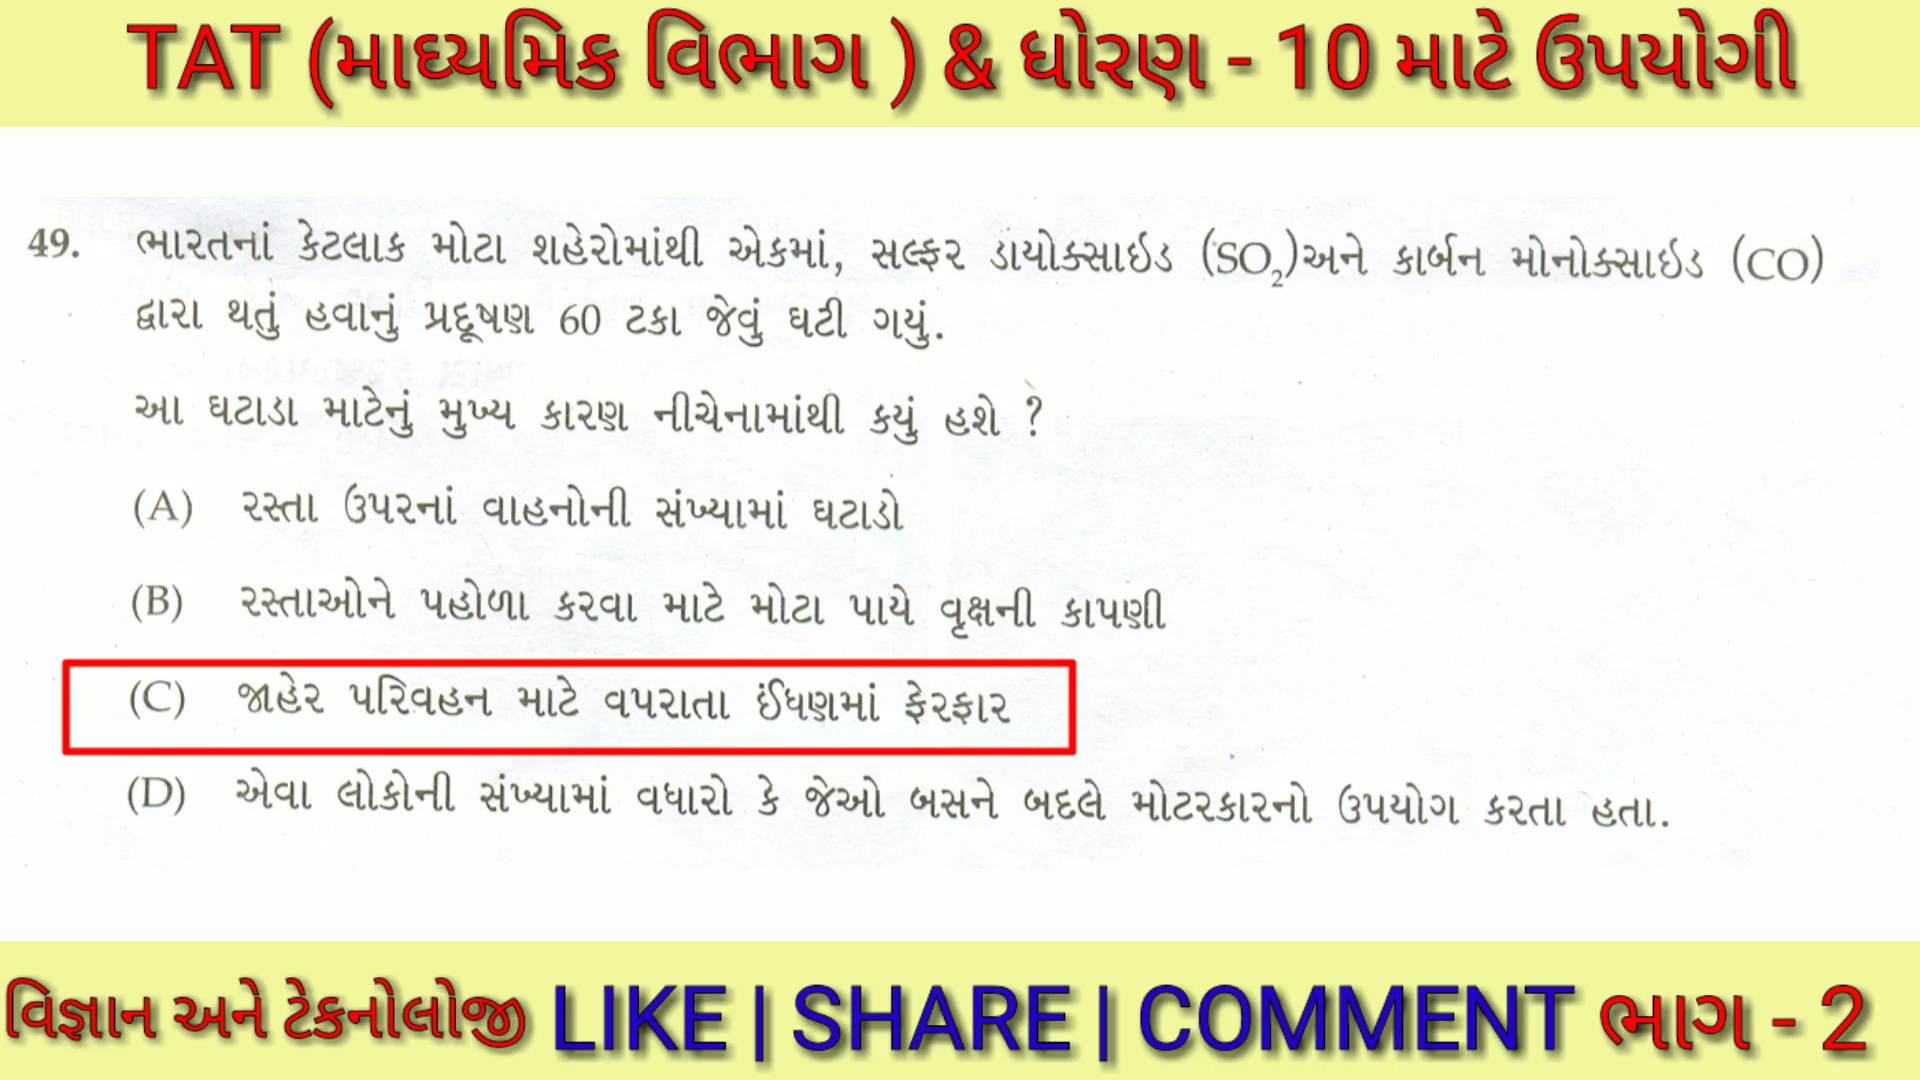 TAT (માધ્યમિક વિભાગ ) & ધોરણ - 10 માટે ઉપયોગી
49. ભારતનાં કેટલાક મોટા શહેરોમાંથી એકમાં, સલ્ફર ડાયોક્સાઇડ (SO₂)અને કાર્બન મોનોક્સાઇડ (CO)
દ્વારા થતું હવાનું પ્રદૂષણ 60 ટકા જેવું ઘટી ગયું.
આ ઘટાડા માટેનું મુખ્ય કારણ નીચેનામાંથી કયું હશે ?
(A) રસ્તા ઉપરનાં વાહનોની સંખ્યામાં ઘટાડો
(B) રસ્તાઓને પહોળા કરવા માટે મોટા પાયે વૃક્ષની કાપણી
(C) જાહેર પરિવહન માટે વપરાતા ઈંધણમાં ફેરફાર
(D) એવા લોકોની સંખ્યામાં વધારો કે જેઓ બસને બદલે મોટરકારનો ઉપયોગ કરતા હતા.
વિજ્ઞાન અને ટેકનોલોજી LIKE | SHARE | COMMENT ભાગ - 2